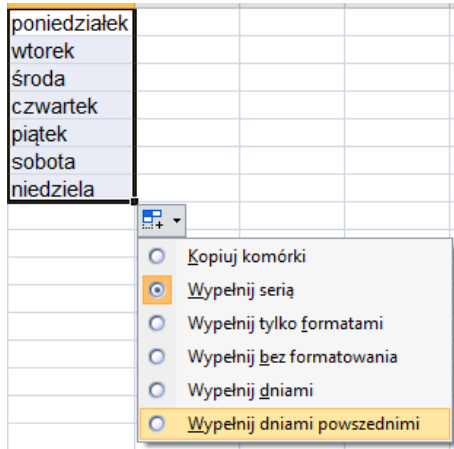 poniedziałek
wtorek
środa
czwartek
piątek
sobota
niedziela
Kopiuj komórki
Wypełnij serią
Wypełnij tylko formatami
Wypełnij bez formatowania
Wypełnij dniami
Wypełnij dniami powszednimi